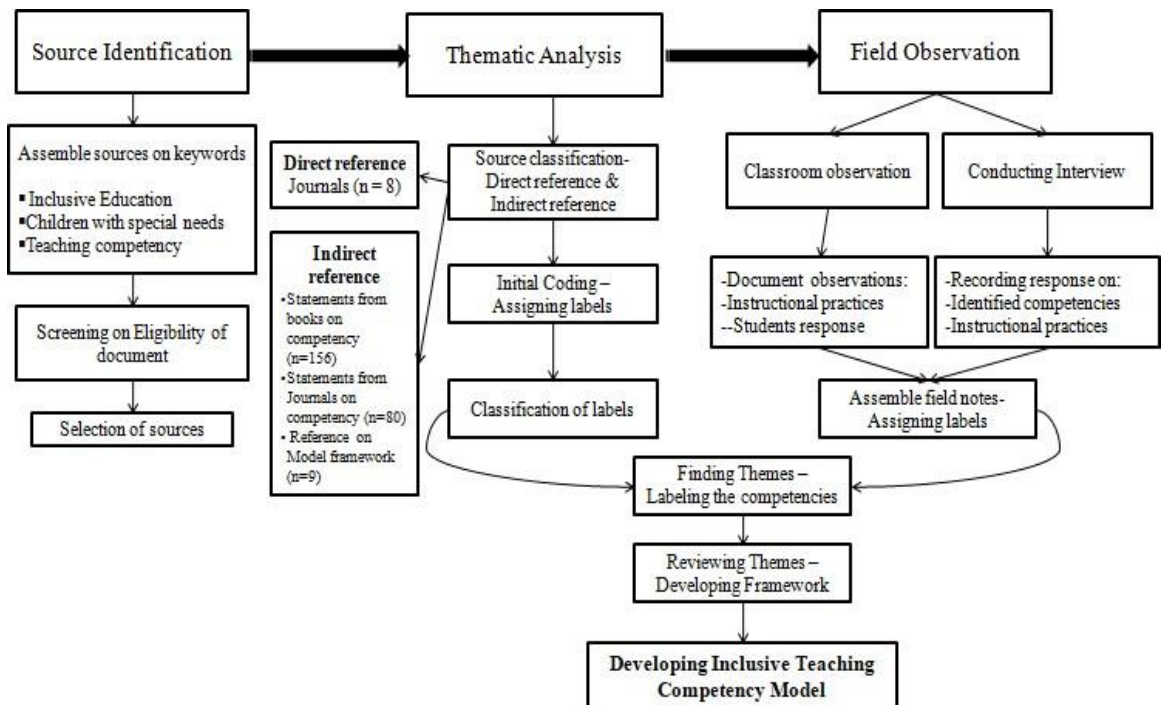 Source Identification
Thematic Analysis
Field Observation
Assemble sources on keywords
▪ Inclusive Education
▪ Children with special needs
▪ Teaching competency
Screening on Eligibility of
document
Selection of sources
Direct reference
Journals (n = 8)
Indirect
reference
•Statements from
books on
competency
(n=156)
•Statements from
Journals on
competency (n=80)
• Reference on
Model framework
(n=9)
Source classification-
Direct reference &
Indirect reference
Initial Coding –
Assigning labels
Classification of labels
Classroom observation
Conducting Interview
-Document observations:
-Instructional practices
--Students response
-Recording response on:
-Identified competencies
-Instructional practices
Assemble field notes-
Assigning labels
Finding Themes –
Labeling the competencies
Reviewing Themes –
Developing Framework
Developing Inclusive Teaching
Competency Model